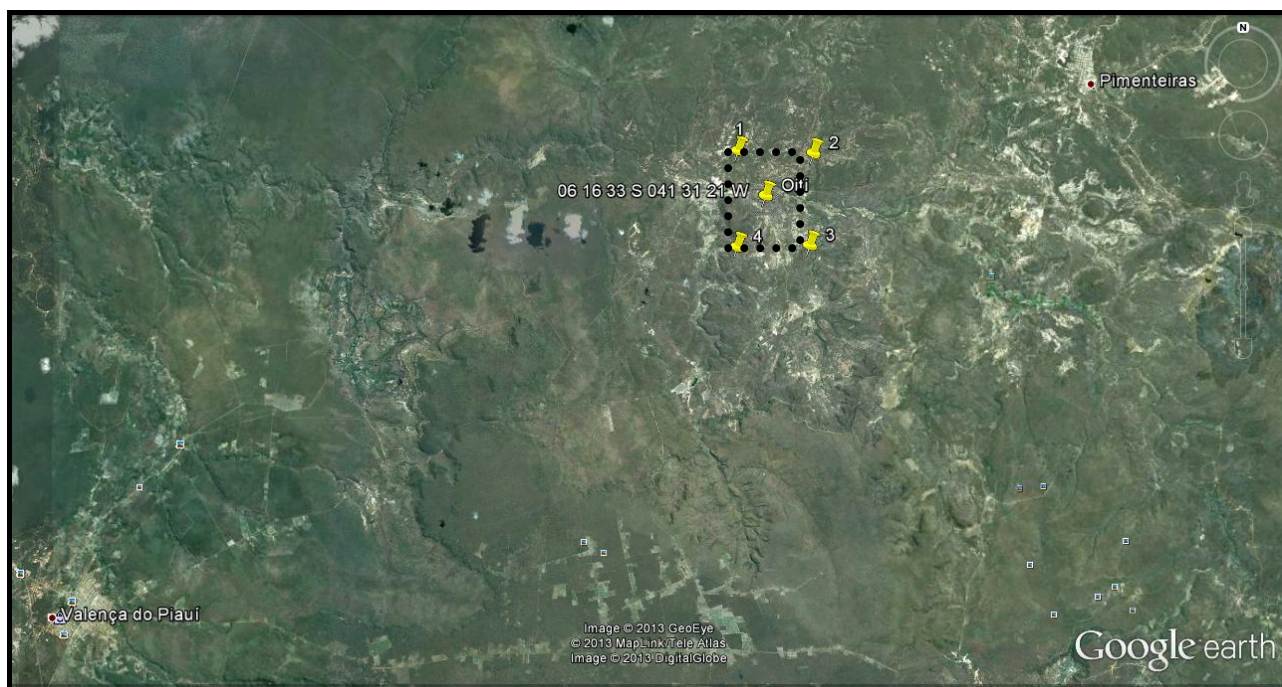 N
Pimenteiras
1
2
06 16 33 S 041 31 21 W
Oiti
4
3
Valença do Piauí
Image © 2013 GeoEye
© 2013 MapLink/Tele Atlas
Image © 2013 DigitalGlobe
Google earth